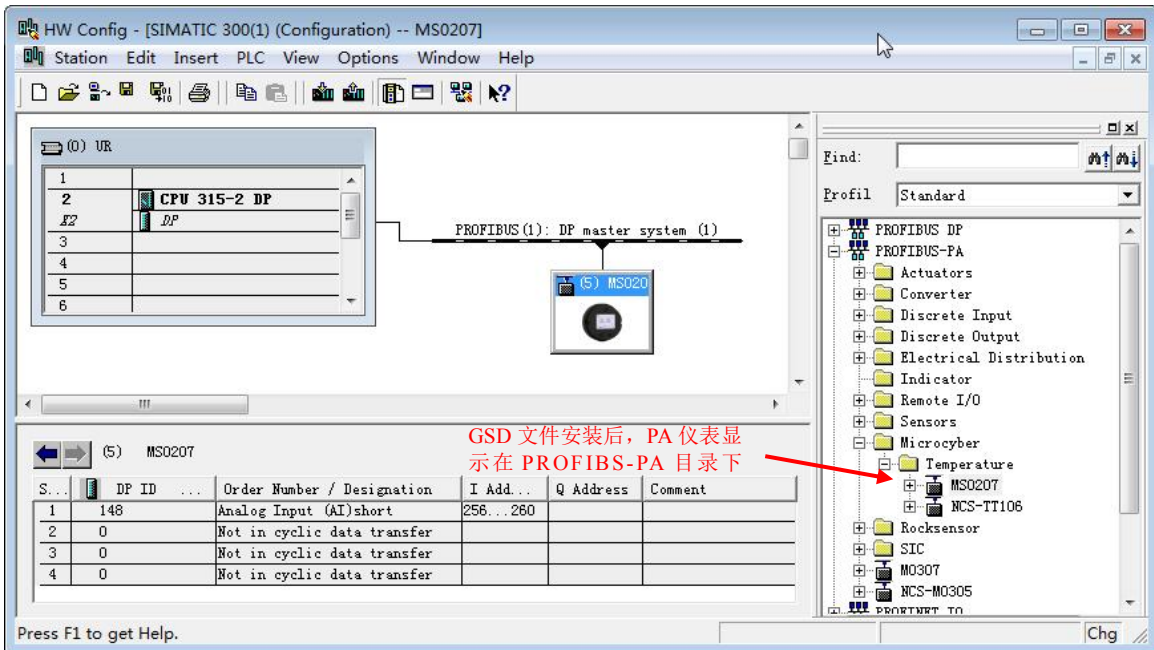 HW Config - [SIMATIC 300(1) (Configuration) -- MS0207]
Station Edit Insert PLC View Options Window Help
(0) UR
1
2 CPU 315-2 DP
X2 DP
3
4
5
6
PROFIBUS(1): DP master system (1)
(5) MS020
Find:
Profil Standard
PROFIBUS DP
PROFIBUS-PA
Actuators
Converter
Discrete Input
Discrete Output
Electrical Distribution
Indicator
Remote I/O
Sensors
Microcyber
Temperature
MS0207
NCS-TT106
Rocksensor
SIC
M0307
NCS-M0305
PROFINET IO
GSD 文件安装后，PA 仪表显
示在 PROFIBS-PA 目录下
(5) MS0207
S... DP ID ... Order Number / Designation I Add... Q Address Comment
1 148 Analog Input (AI)short 256...260
2 0 Not in cyclic data transfer
3 0 Not in cyclic data transfer
4 0 Not in cyclic data transfer
Press F1 to get Help.
Chg